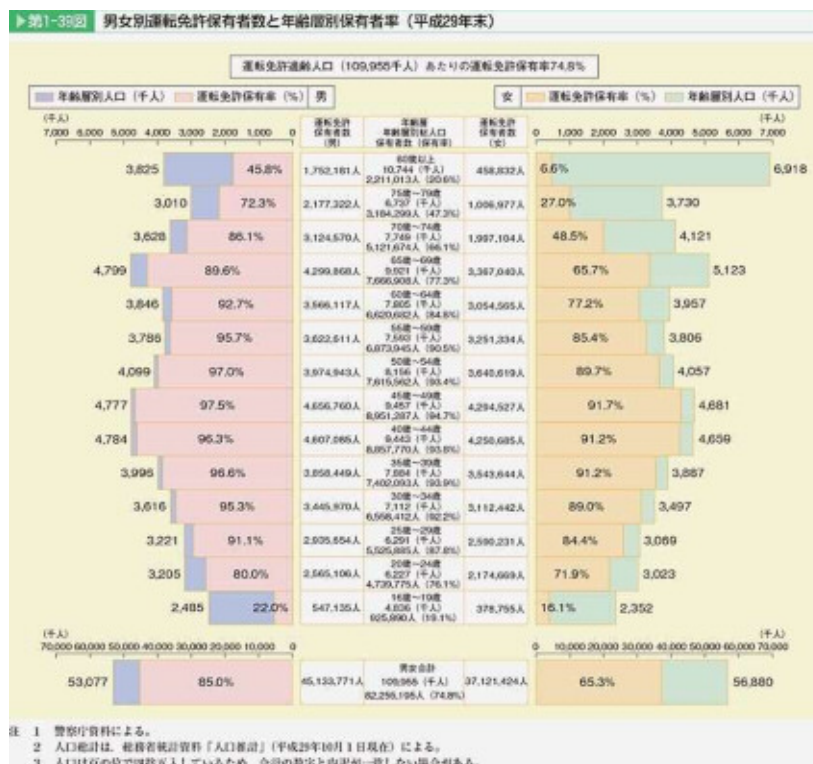 ▶第1-39図 男女別運転免許保有者数と年齢層別保有者率（平成29年末）
運転免許適齢人口（109,955千人）あたりの運転免許保有率74.8%
年齢層別人口（千人） 運転免許保有率（%） 男
女 運転免許保有率（%） 年齢層別人口（千人）
（千人）
7,000 6,000 5,000 4,000 3,000 2,000 1,000 0
運転免許保有者数（男）
年齢層 年齢層別総人口 保有者数（保有率）
運転免許保有者数（女）
（千人）
0 1,000 2,000 3,000 4,000 5,000 6,000 7,000
3,825 45.8% 1,752,181人 80歳以上 10,744（千人） 2,211,013人（20.6%） 458,832人 6.6% 6,918
3,010 72.3% 2,177,322人 75歳～79歳 6,737（千人） 3,184,299人（47.3%） 1,006,977人 27.0% 3,730
3,628 86.1% 3,124,570人 70歳～74歳 7,749（千人） 5,121,674人（66.1%） 1,997,104人 48.5% 4,121
4,799 89.6% 4,299,868人 65歳～69歳 9,921（千人） 7,666,908人（77.3%） 3,367,040人 65.7% 5,123
3,846 92.7% 3,566,117人 60歳～64歳 7,805（千人） 6,620,682人（84.8%） 3,054,565人 77.2% 3,957
3,786 95.7% 3,622,611人 55歳～59歳 7,593（千人） 6,873,945人（90.5%） 3,251,334人 85.4% 3,806
4,099 97.0% 3,974,943人 50歳～54歳 8,156（千人） 7,615,562人（93.4%） 3,640,619人 89.7% 4,057
4,777 97.5% 4,656,760人 45歳～49歳 9,457（千人） 8,951,287人（94.7%） 4,294,527人 91.7% 4,681
4,784 96.3% 4,607,085人 40歳～44歳 9,443（千人） 8,857,770人（93.8%） 4,250,685人 91.2% 4,659
3,996 96.6% 3,858,449人 35歳～39歳 7,884（千人） 7,402,093人（93.9%） 3,543,644人 91.2% 3,887
3,616 95.3% 3,445,970人 30歳～34歳 7,112（千人） 6,558,412人（92.2%） 3,112,442人 89.0% 3,497
3,221 91.1% 2,935,654人 25歳～29歳 6,291（千人） 5,525,885人（87.8%） 2,590,231人 84.4% 3,069
3,205 80.0% 2,565,106人 20歳～24歳 6,227（千人） 4,739,775人（76.1%） 2,174,669人 71.9% 3,023
2,485 22.0% 547,135人 16歳～19歳 4,836（千人） 925,890人（19.1%） 378,755人 16.1% 2,352
（千人）
70,000 60,000 50,000 40,000 30,000 20,000 10,000 0
（千人）
0 10,000 20,000 30,000 40,000 50,000 60,000 70,000
53,077 85.0% 45,133,771人 男女合計 109,955（千人） 82,255,195人（74.8%） 37,121,424人 65.3% 56,880
注 1 警察庁資料による。
2 人口総計は、総務省統計資料「人口推計」（平成29年10月1日現在）による。
3 人口は百の位で四捨五入しているため、合計の数字と内訳が一致しない場合がある。